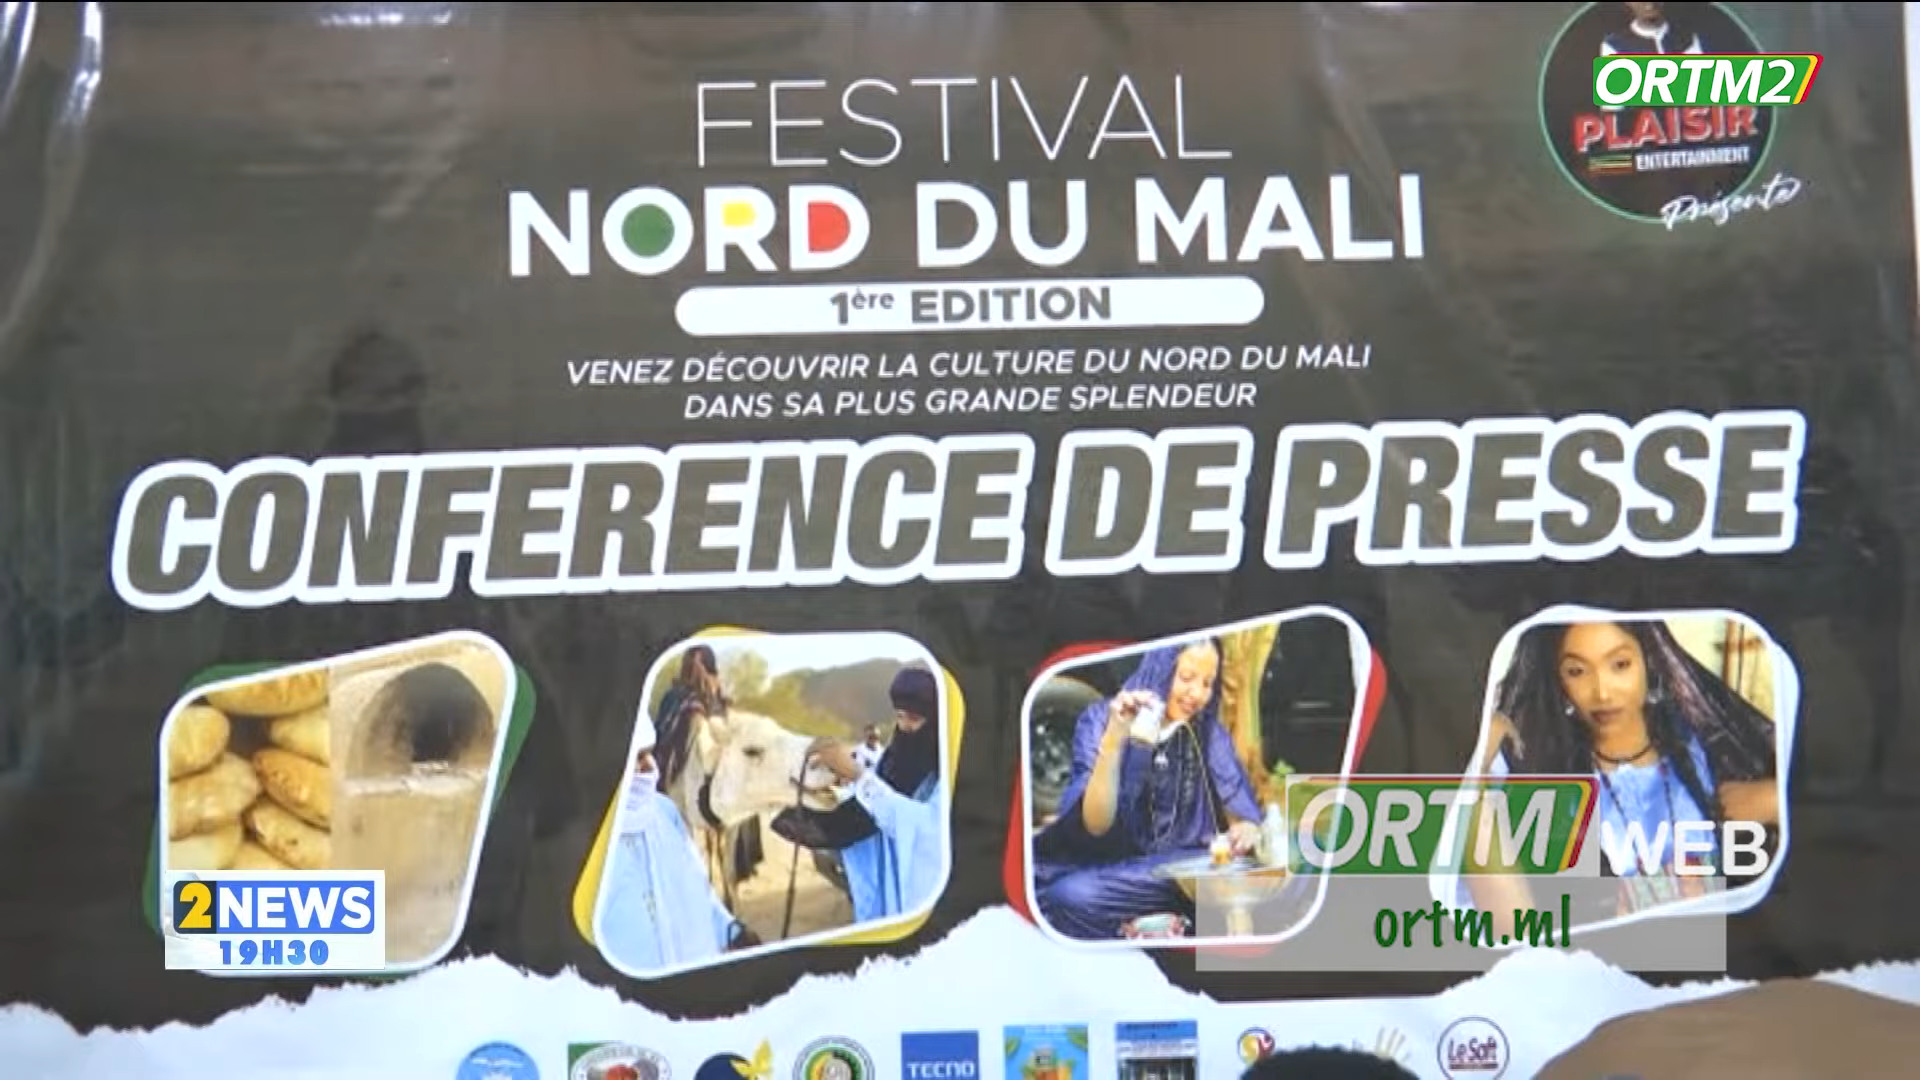 FESTIVAL
NORD DU MALI
1ère EDITION
VENEZ DÉCOUVRIR LA CULTURE DU NORD DU MALI
DANS SA PLUS GRANDE SPLENDEUR
CONFERENCE DE PRESSE
ORTM2
PLAISIR
ENTERTAINMENT
Présente
ORTM WEB
ortm.ml
2NEWS
19H30
TECNO
Le Soft